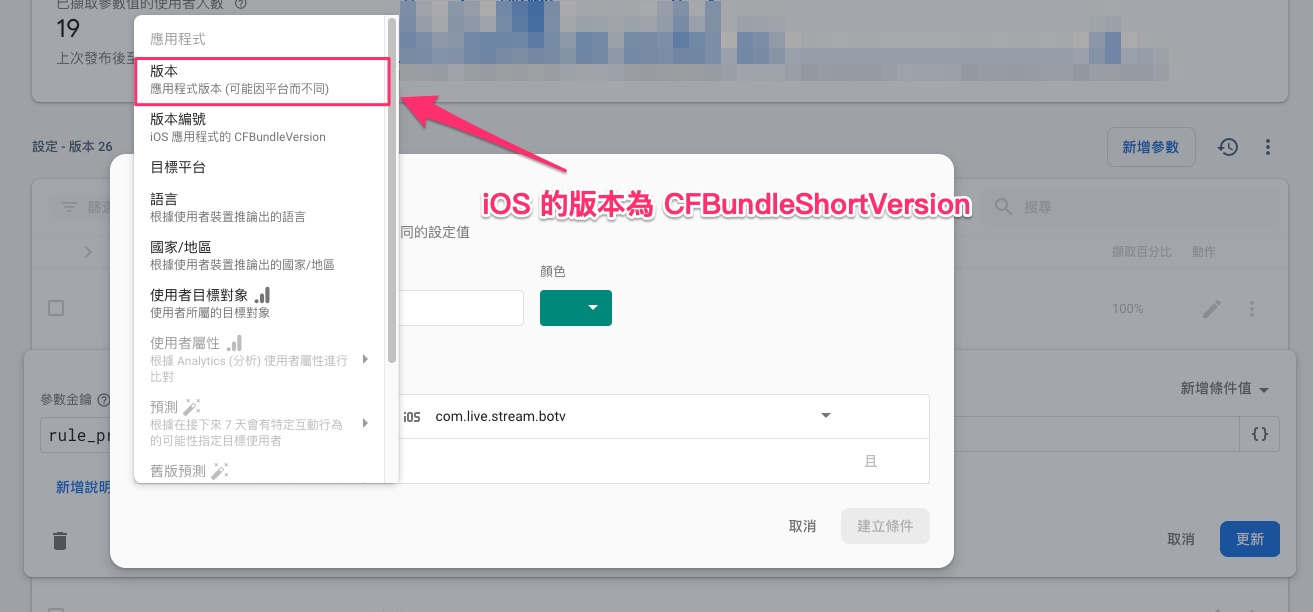 已擷取參數值的使用者人數
19
上次發布後至
應用程式
版本
應用程式版本 (可能因平台而不同)
版本編號
iOS 應用程式的 CFBundleVersion
目標平台
語言
根據使用者裝置推論出的語言
國家/地區
根據使用者裝置推論出的國家/地區
使用者目標對象
使用者所屬的目標對象
使用者屬性
根據 Analytics (分析) 使用者屬性進行
比對
預測
根據在接下來 7 天會有特定互動行為
的可能性指定目標使用者
舊版預測
iOS 的版本為 CFBundleShortVersion
設定 - 版本 26
新增參數
篩選
搜尋
同的設定值
擷取百分比
動作
顏色
100%
新增條件值
參數金鑰
iOS
com.live.stream.botv
rule_pr
{}
且
新增說明
取消
建立條件
取消
更新